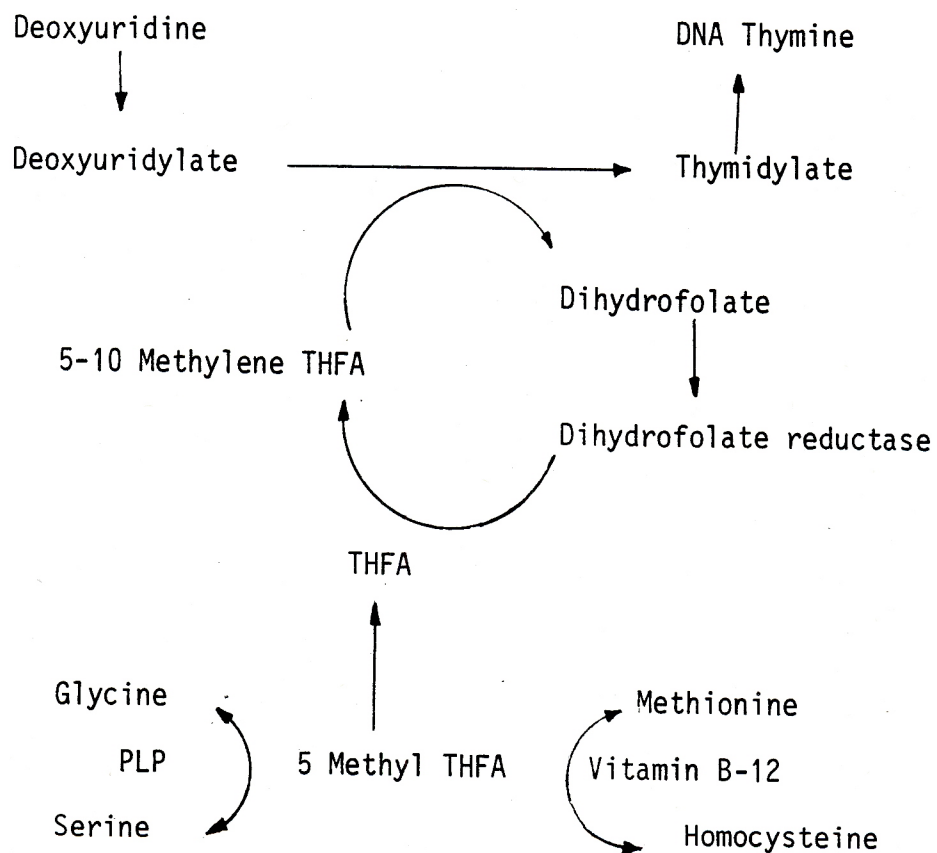 Deoxyuridine
DNA Thymine
Deoxyuridylate
Thymidylate
Dihydrofolate
5-10 Methylene THFA
Dihydrofolate reductase
THFA
Glycine
Methionine
PLP
5 Methyl THFA
Vitamin B-12
Serine
Homocysteine